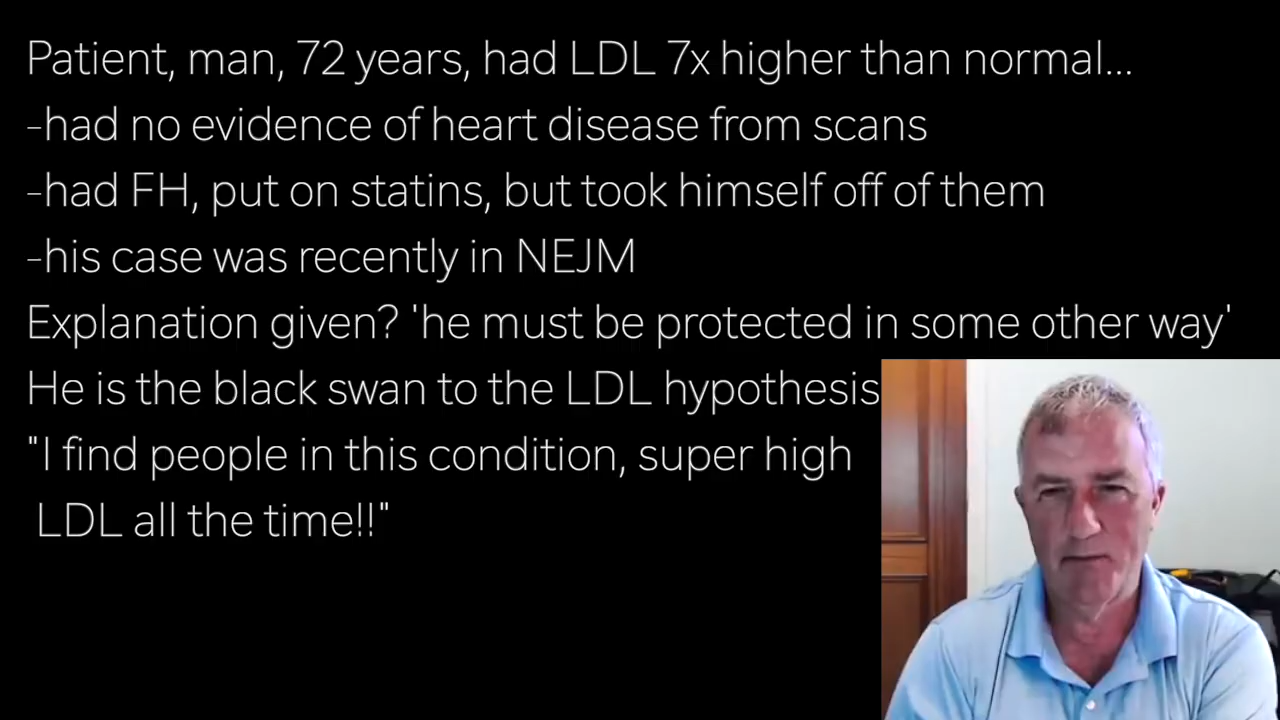 Patient, man, 72 years, had LDL 7x higher than normal...
-had no evidence of heart disease from scans
-had FH, put on statins, but took himself off of them
-his case was recently in NEJM
Explanation given? 'he must be protected in some other way'
He is the black swan to the LDL hypothesis
"I find people in this condition, super high
LDL all the time!!"